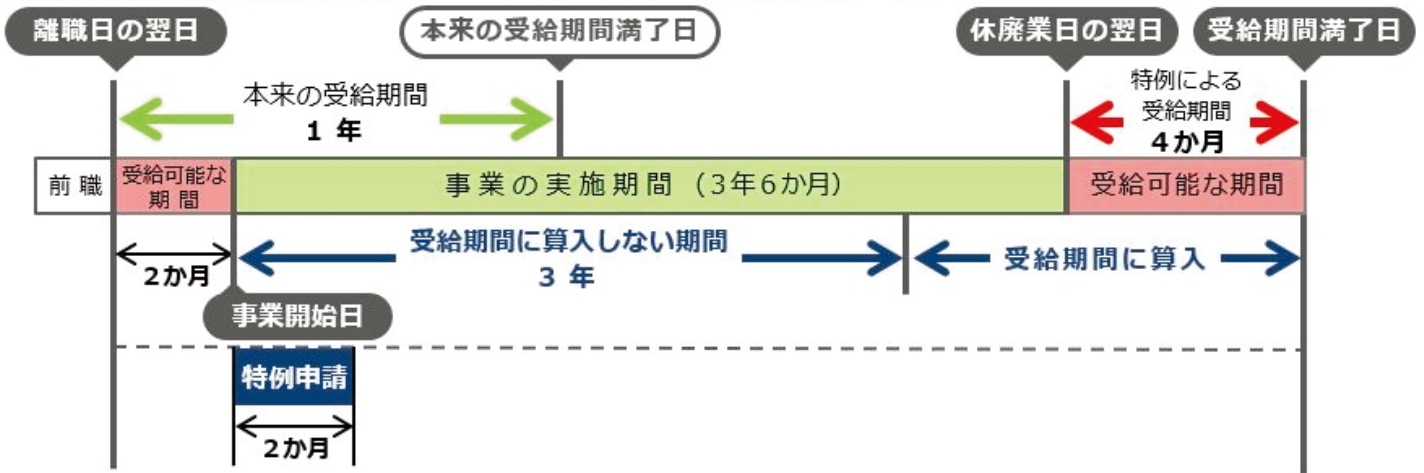 離職日の翌日
本来の受給期間満了日
休廃業日の翌日
受給期間満了日
本来の受給期間
1 年
特例による
受給期間
4か月
前職
受給可能な
期間
事業の実施期間(3年6か月)
受給可能な期間
2か月
受給期間に算入しない期間
3 年
受給期間に算入
事業開始日
特例申請
2か月